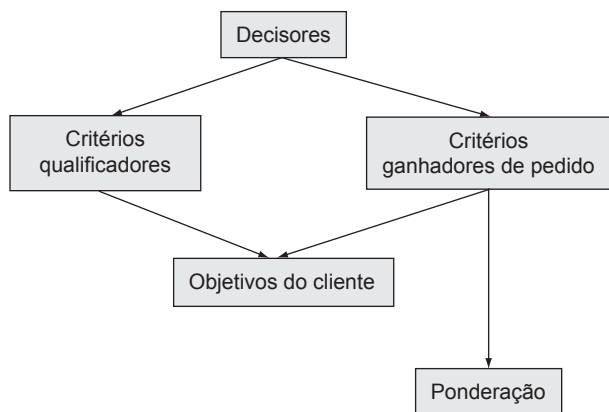 Decisores
Critérios
qualificadores
Critérios
ganhadores de pedido
Objetivos do cliente
Ponderação